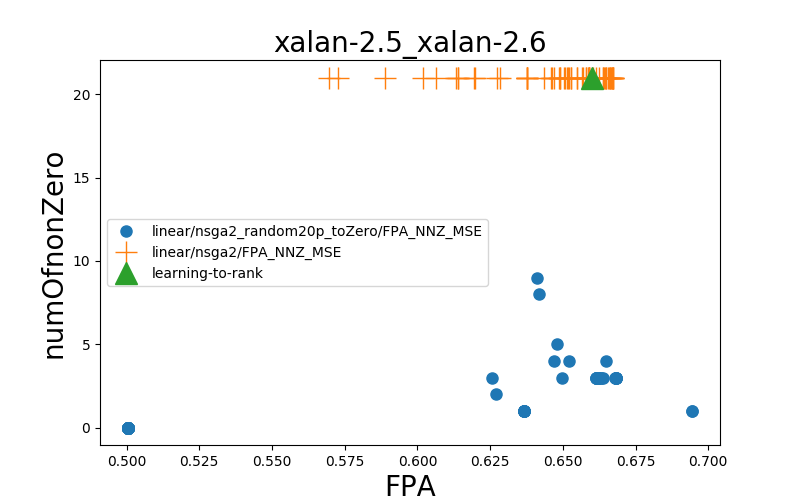 xalan-2.5_xalan-2.6
numOfnonZero
20
15
10
5
0
linear/nsga2_random20p_toZero/FPA_NNZ_MSE
linear/nsga2/FPA_NNZ_MSE
learning-to-rank
0.500 0.525 0.550 0.575 0.600 0.625 0.650 0.675 0.700
FPA